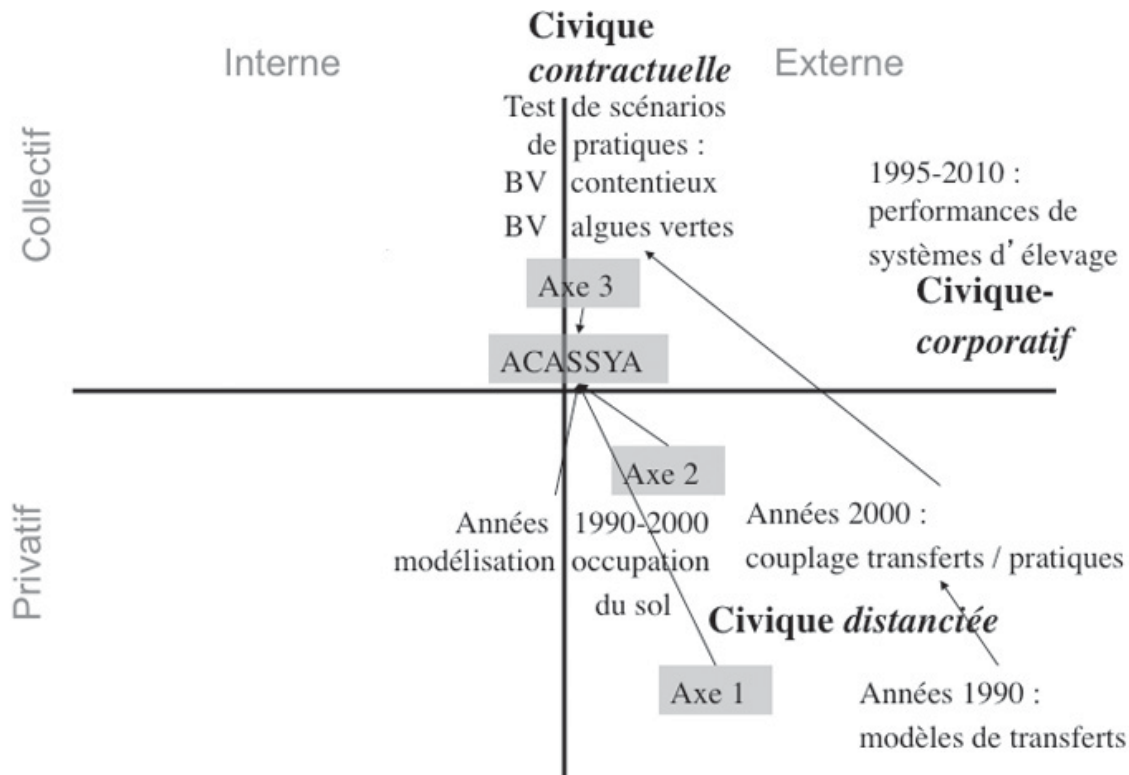 Civique
contractuelle
Interne
Externe
Collectif
Privatif
Test de scénarios
de pratiques :
BV contentieux
BV algues vertes
1995-2010 :
performances de
systèmes d' élevage
Civique-
corporatif
Axe 3
ACASSYA
Axe 2
Années 1990-2000
modélisation occupation
du sol
Années 2000 :
couplage transferts / pratiques
Civique distanciée
Axe 1
Années 1990 :
modèles de transferts